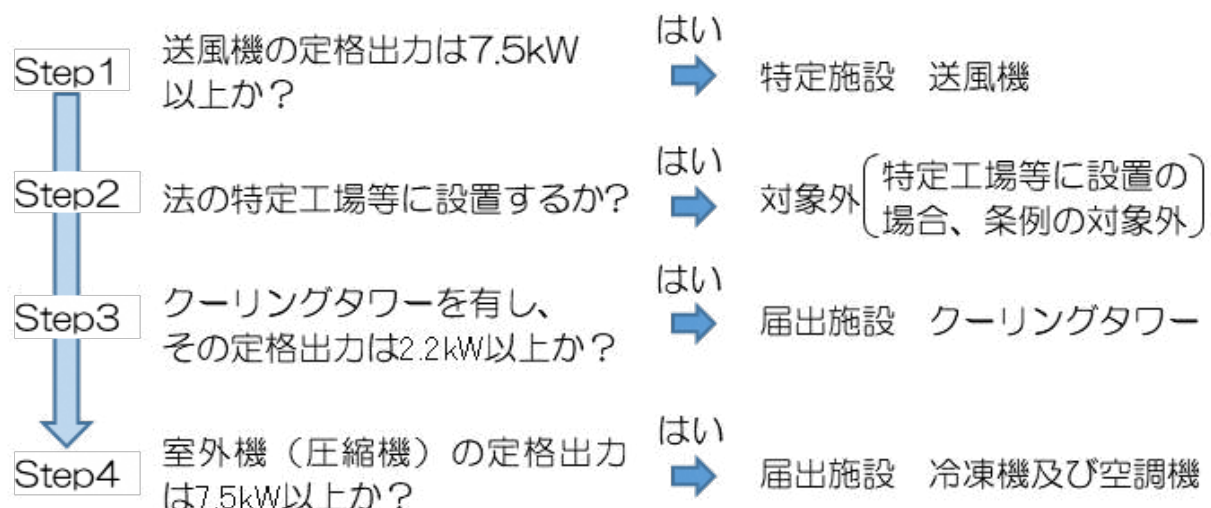 Step1
送風機の定格出力は7.5kW
以上か？
はい
特定施設　送風機
Step2
法の特定工場等に設置するか?
はい
対象外
特定工場等に設置の
場合、条例の対象外
Step3
クーリングタワーを有し、
その定格出力は2.2kW以上か？
はい
届出施設　クーリングタワー
Step4
室外機（圧縮機）の定格出力
は7.5kW以上か？
はい
届出施設　冷凍機及び空調機